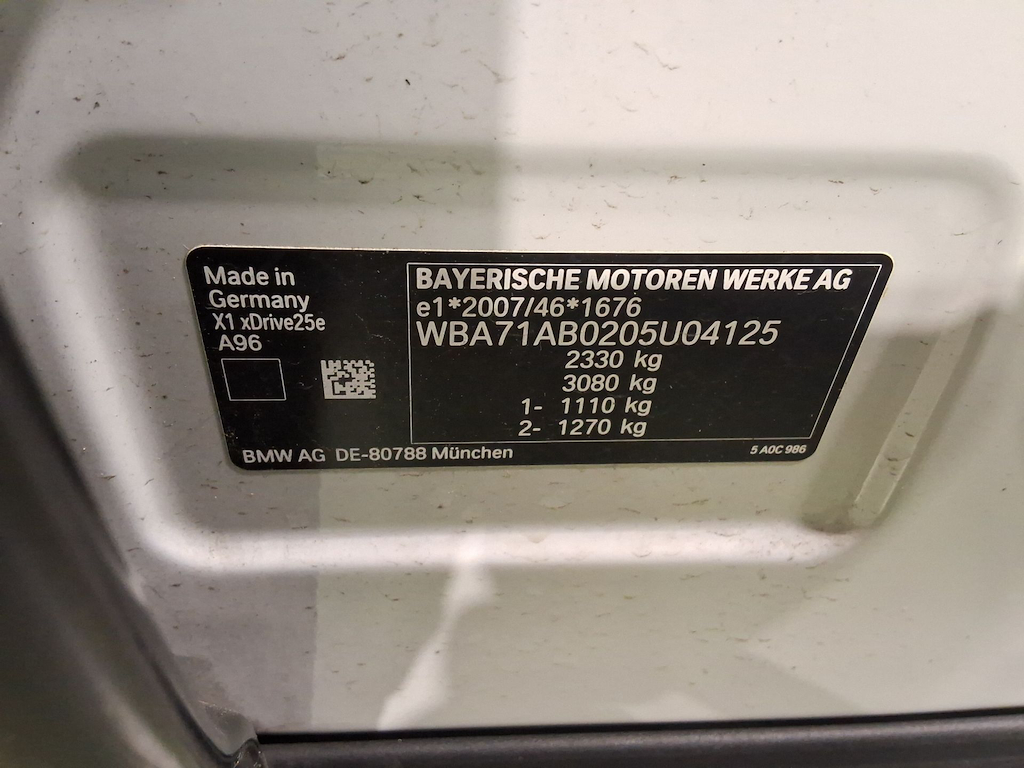 Made in
Germany
X1 xDrive25e
A96
BAYERISCHE MOTOREN WERKE AG
e1*2007/46*1676
WBA71AB0205U04125
2330 kg
3080 kg
1- 1110 kg
2- 1270 kg
BMW AG DE-80788 München
5 A0C 986